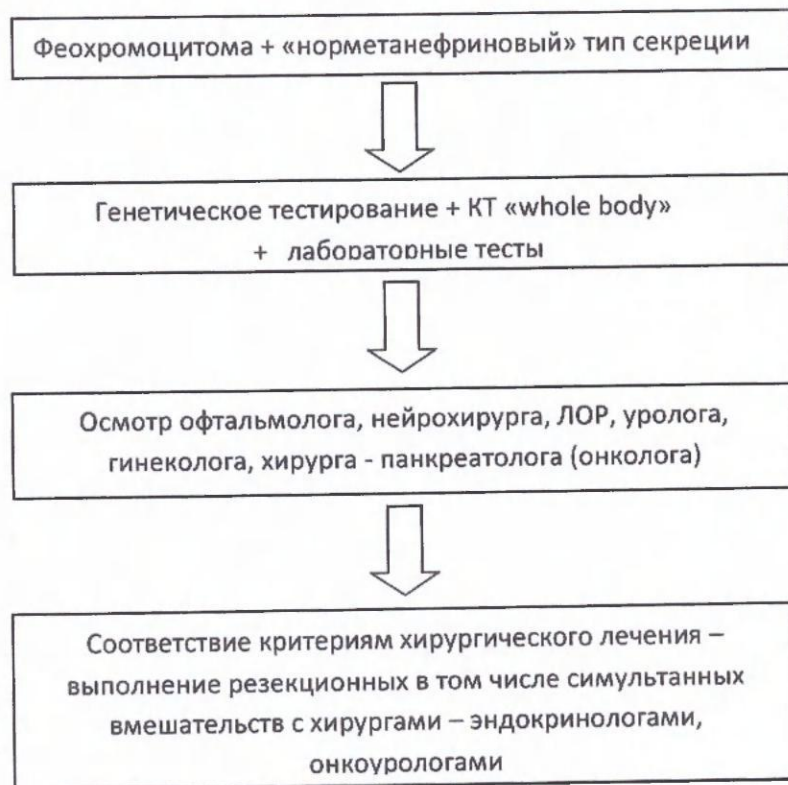 Феохромоцитома + «норметанефриновый» тип секреции
Генетическое тестирование + КТ «whole body»
+ лабораторные тесты
Осмотр офтальмолога, нейрохирурга, ЛОР, уролога,
гинеколога, хирурга - панкреатолога (онколога)
Соответствие критериям хирургического лечения –
выполнение резекционных в том числе симультанных
вмешательств с хирургами – эндокринологами,
онкоурологами